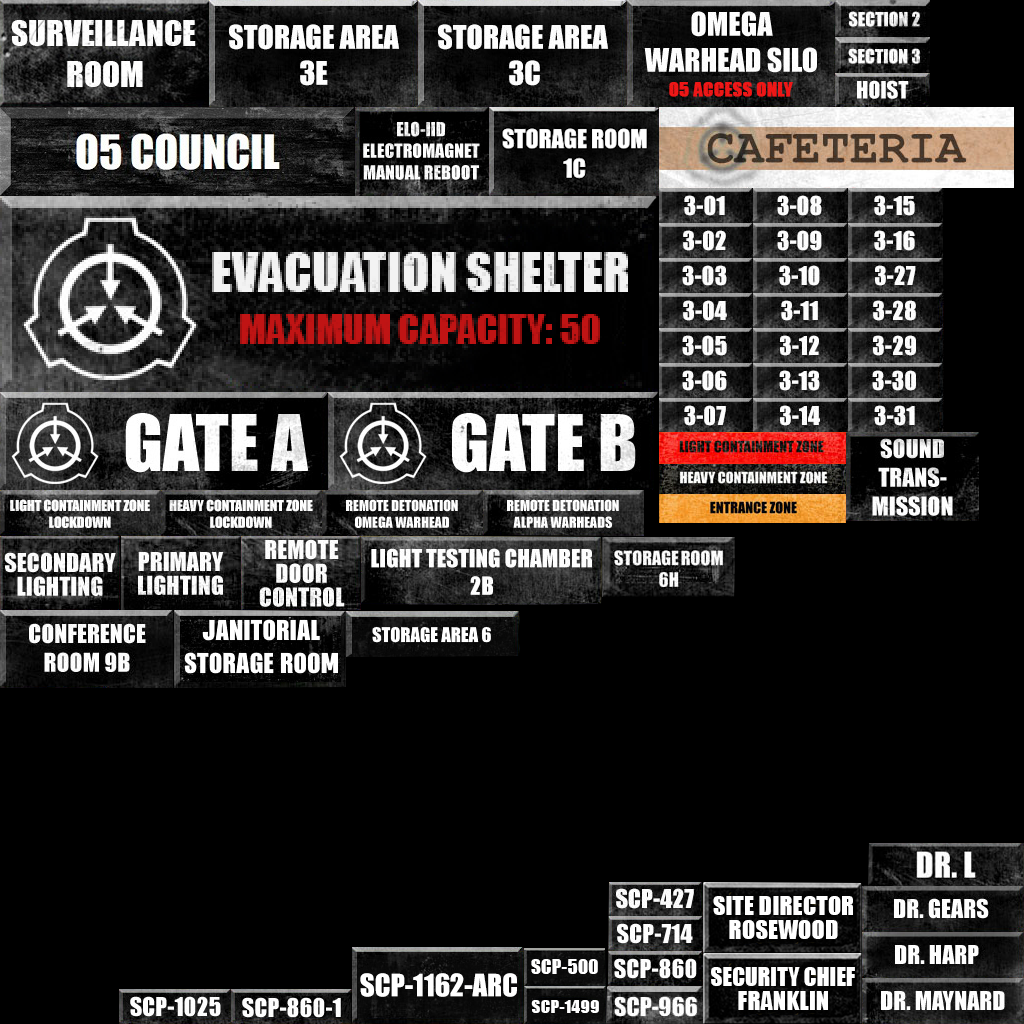 SURVEILLANCE
ROOM
STORAGE AREA
3E
STORAGE AREA
3C
OMEGA
WARHEAD SILO
05 ACCESS ONLY
SECTION 2
SECTION 3
HOIST
05 COUNCIL
ELO-IID
ELECTROMAGNET
MANUAL REBOOT
STORAGE ROOM
1C
CAFETERIA
EVACUATION SHELTER
MAXIMUM CAPACITY: 50
3-01
3-08
3-15
3-02
3-09
3-16
3-03
3-10
3-27
3-04
3-11
3-28
3-05
3-12
3-29
3-06
3-13
3-30
3-07
3-14
3-31
GATE A
GATE B
LIGHT CONTAINMENT ZONE
HEAVY CONTAINMENT ZONE
ENTRANCE ZONE
SOUND
TRANS-
MISSION
LIGHT CONTAINMENT ZONE
LOCKDOWN
HEAVY CONTAINMENT ZONE
LOCKDOWN
REMOTE DETONATION
OMEGA WARHEAD
REMOTE DETONATION
ALPHA WARHEADS
SECONDARY
LIGHTING
PRIMARY
LIGHTING
REMOTE
DOOR
CONTROL
LIGHT TESTING CHAMBER
2B
STORAGE ROOM
6H
CONFERENCE
ROOM 9B
JANITORIAL
STORAGE ROOM
STORAGE AREA 6
DR. L
SCP-427
SITE DIRECTOR
ROSEWOOD
DR. GEARS
SCP-714
SCP-1162-ARC
SCP-500
SCP-860
SECURITY CHIEF
FRANKLIN
DR. HARP
SCP-1025
SCP-860-1
SCP-1499
SCP-966
DR. MAYNARD